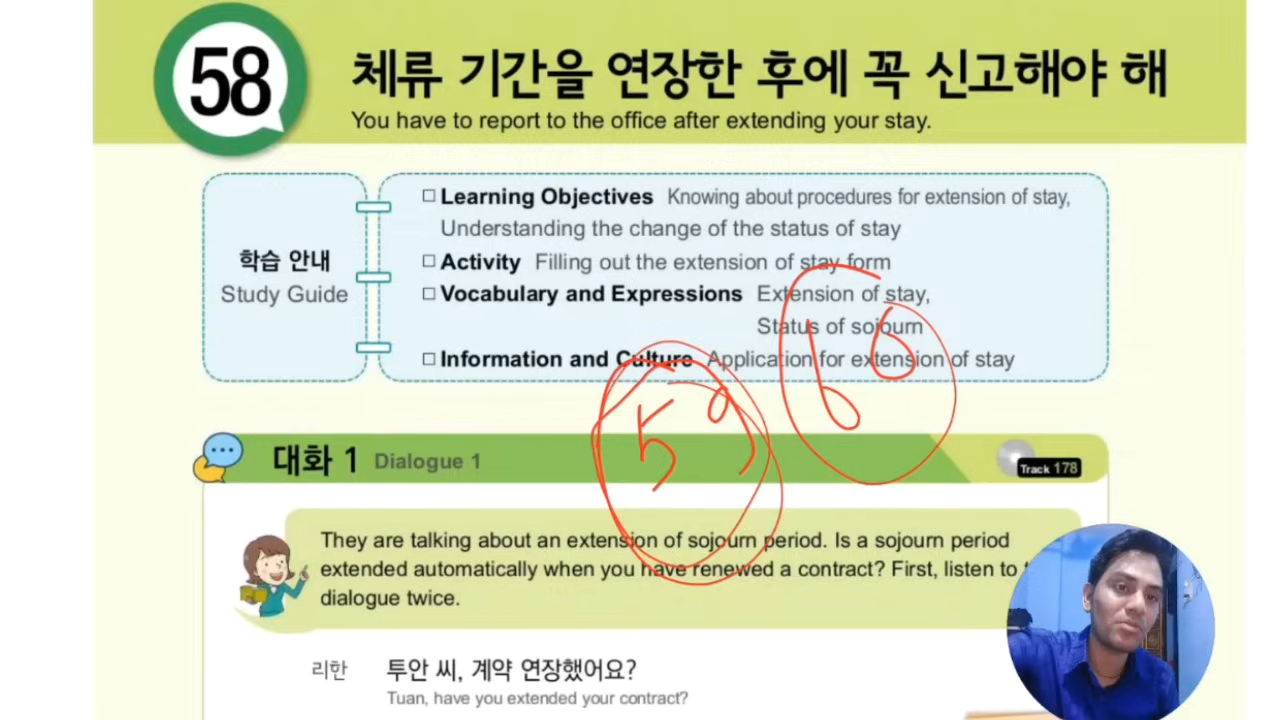 58
체류 기간을 연장한 후에 꼭 신고해야 해
You have to report to the office after extending your stay.
학습 안내
Study Guide
□ Learning Objectives Knowing about procedures for extension of stay,
Understanding the change of the status of stay
□ Activity Filling out the extension of stay form
□ Vocabulary and Expressions Extension of stay,
Status of sojourn
□ Information and Culture Application for extension of stay
59
60
대화 1 Dialogue 1
Track 178
They are talking about an extension of sojourn period. Is a sojourn period
extended automatically when you have renewed a contract? First, listen to
dialogue twice.
리한 투안 씨, 계약 연장했어요?
Tuan, have you extended your contract?